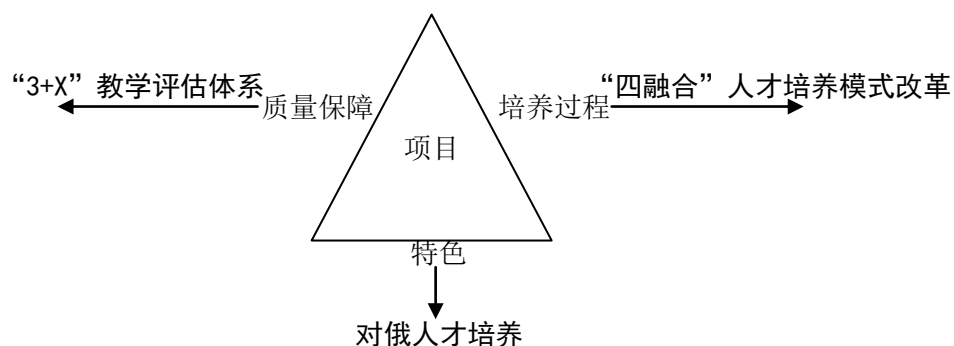 “3+X”教学评估体系
“四融合”人才培养模式改革
质量保障
培养过程
项目
特色
对俄人才培养